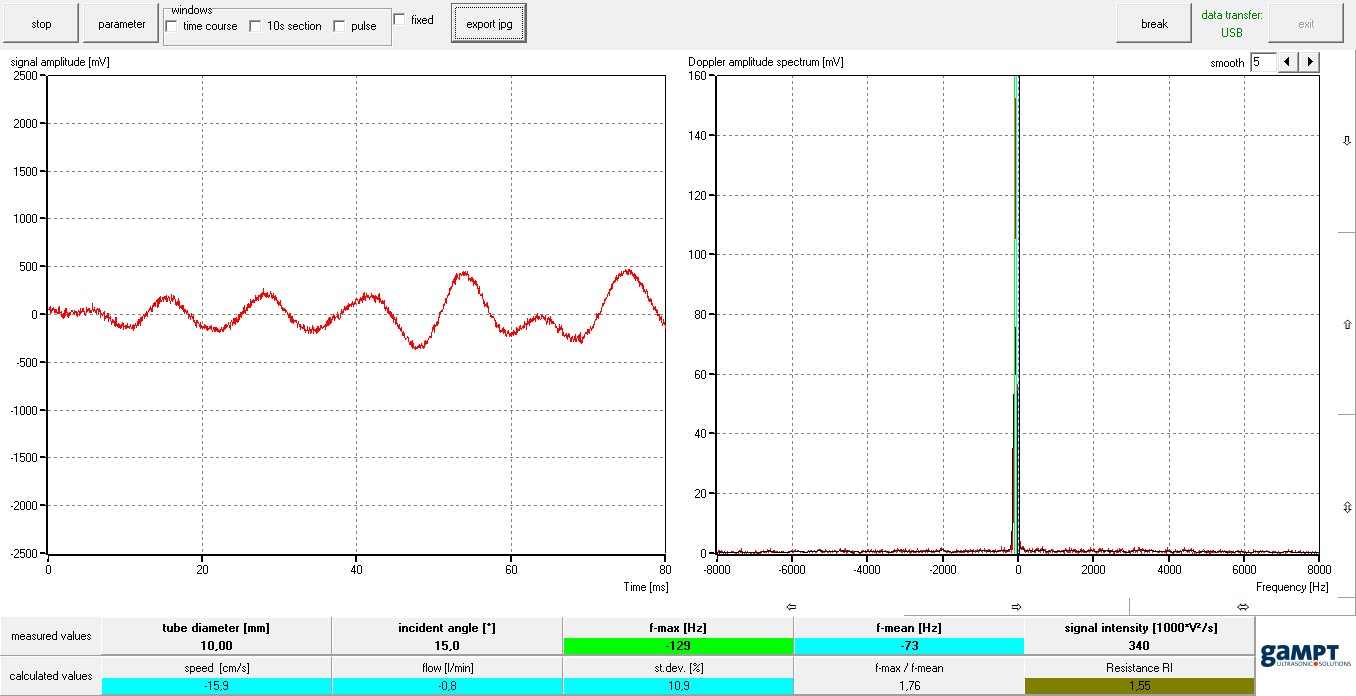 stop
parameter
windows
time course
10s section
pulse
fixed
export jpg
break
data transfer:
USB
exit
signal amplitude [mV]
2500
2000
1500
1000
500
0
-500
-1000
-1500
-2000
-2500
0 20 40 60 80
Time [ms]
Doppler amplitude spectrum [mV]
smooth 5
160
140
120
100
80
60
40
20
0
-8000 -6000 -4000 -2000 0 2000 4000 6000 8000
Frequency [Hz]
measured values
tube diameter [mm]
10,00
incident angle [°]
15,0
f-max [Hz]
-129
f-mean [Hz]
-73
signal intensity [1000*V²/s]
340
calculated values
speed [cm/s]
-15,9
flow [l/min]
-0,8
st.dev. [%]
10,9
f-max / f-mean
1,76
Resistance RI
1,55
gAMPT
ULTRASONIC SOLUTIONS